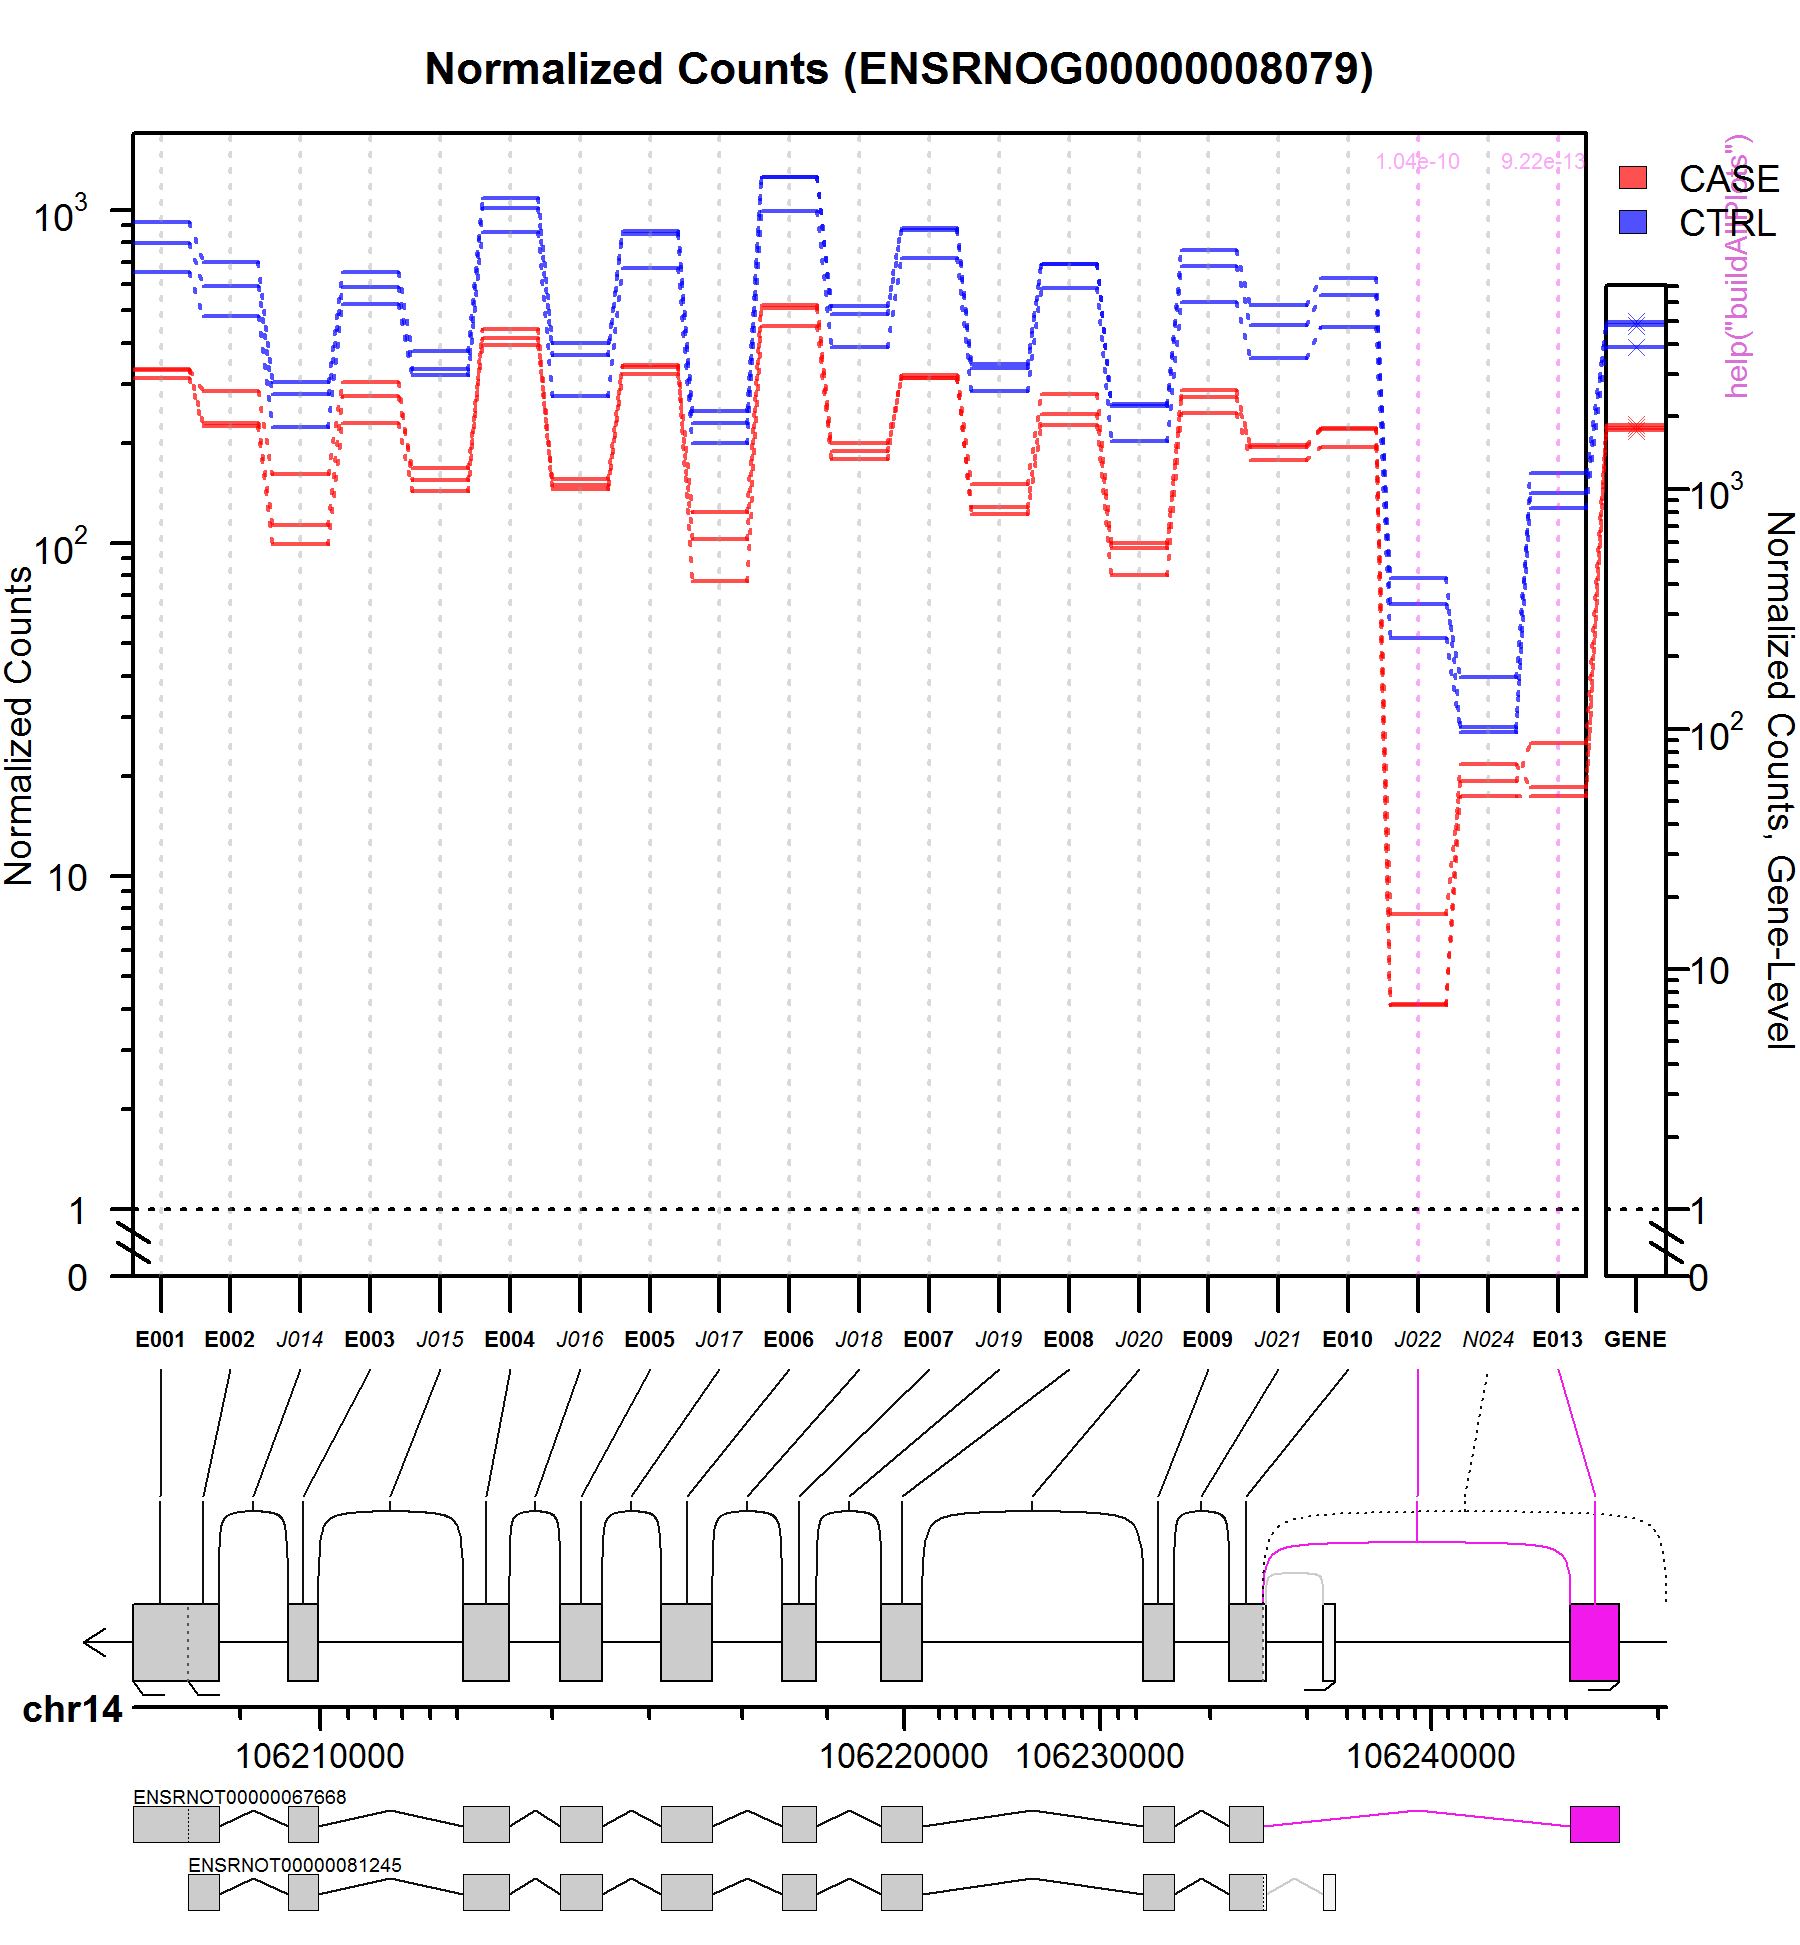 Normalized Counts (ENSRNOG00000008079)
help("buildAllPlots")
1.04e-10 9.22e-13
CASE
CTRL
Normalized Counts
10^3
10^2
10
1
0
Normalized Counts, Gene-Level
10^3
10^2
10
1
0
E001 E002 J014 E003 J015 E004 J016 E005 J017 E006 J018 E007 J019 E008 J020 E009 J021 E010 J022 N024 E013 GENE
chr14
106210000 106220000 106230000 106240000
ENSRNOT00000067668
ENSRNOT00000081245